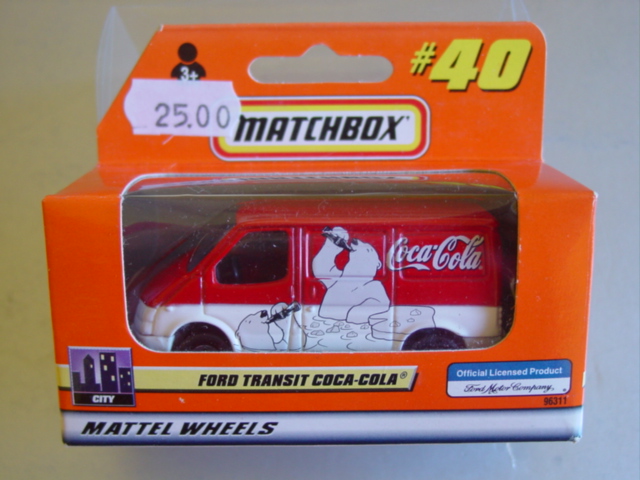 #40
3+
25.00
MATCHBOX®
Coca-Cola
FORD TRANSIT COCA-COLA®
CITY
Official Licensed Product
Ford Motor Company.
96311
MATTEL WHEELS